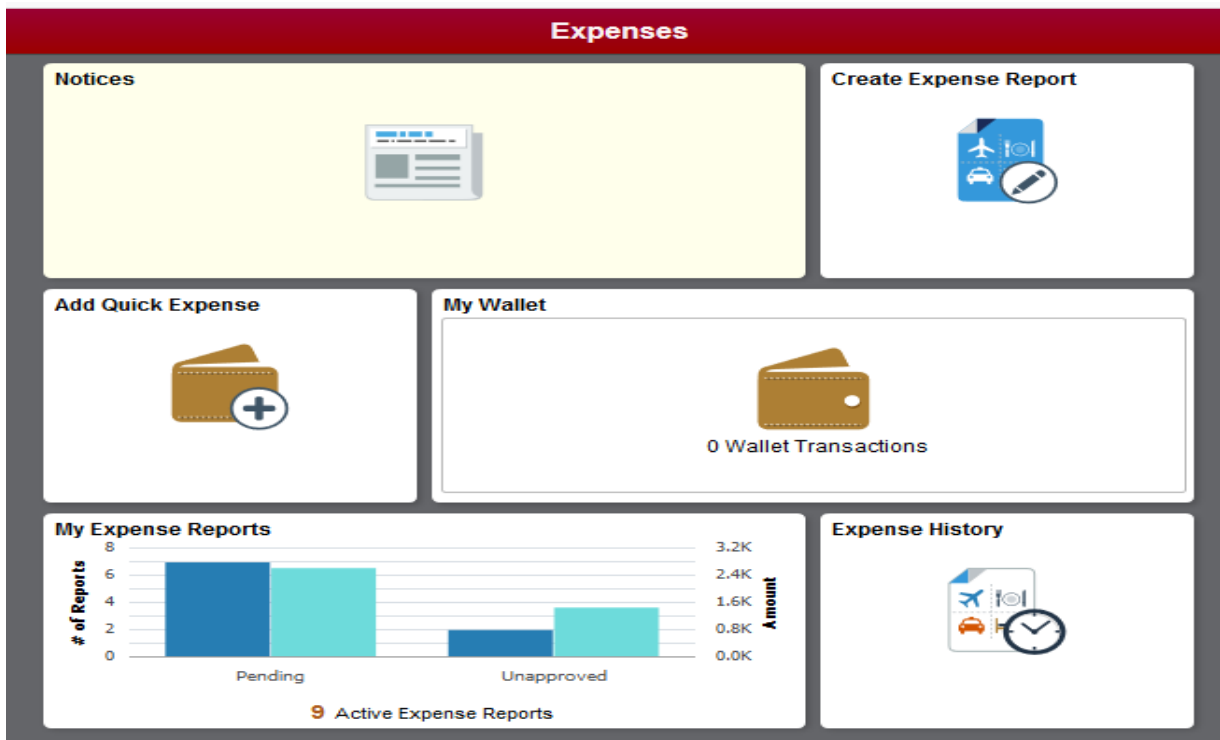 Expenses
Notices
Create Expense Report
Add Quick Expense
My Wallet
0 Wallet Transactions
My Expense Reports
# of Reports
8
6
4
2
0
3.2K
2.4K
1.6K
0.8K
0.0K
Amount
Pending
Unapproved
9 Active Expense Reports
Expense History